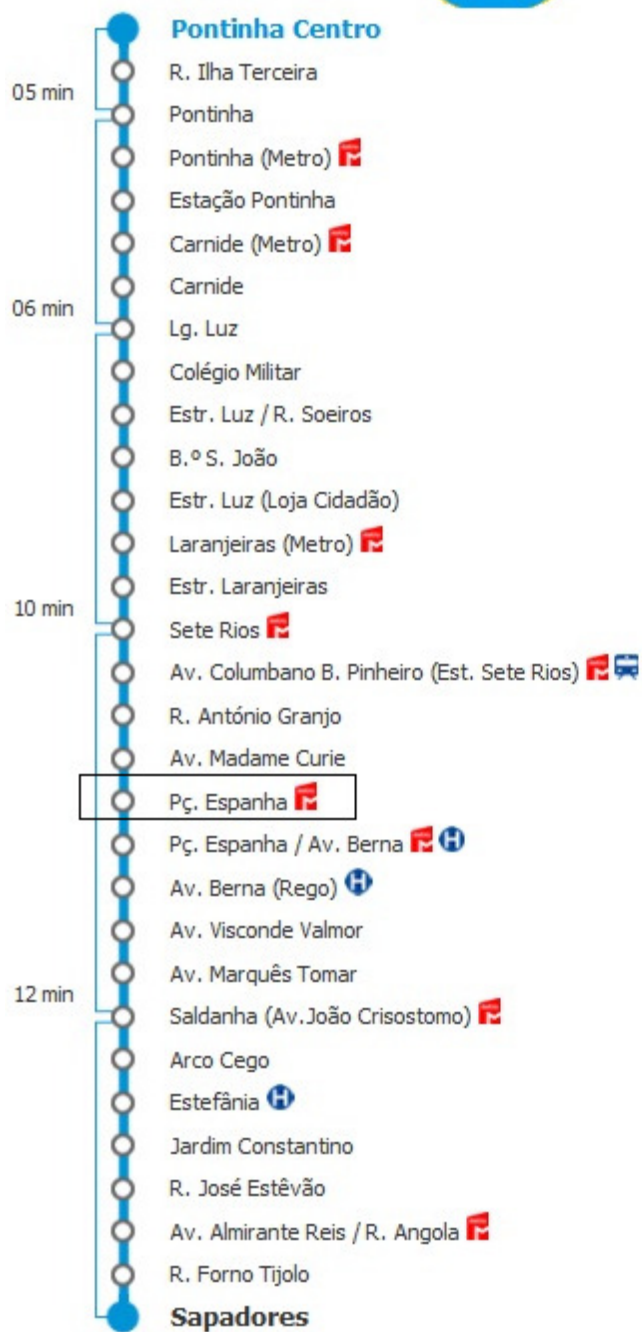 Pontinha Centro
R. Ilha Terceira
05 min
Pontinha
Pontinha (Metro)
Estação Pontinha
Carnide (Metro)
Carnide
06 min
Lg. Luz
Colégio Militar
Estr. Luz / R. Soeiros
B.º S. João
Estr. Luz (Loja Cidadão)
Laranjeiras (Metro)
Estr. Laranjeiras
10 min
Sete Rios
Av. Columbano B. Pinheiro (Est. Sete Rios)
R. António Granjo
Av. Madame Curie
Pç. Espanha
Pç. Espanha / Av. Berna H
Av. Berna (Rego) H
Av. Visconde Valmor
Av. Marquês Tomar
12 min
Saldanha (Av.João Crisostomo)
Arco Cego
Estefânia H
Jardim Constantino
R. José Estêvão
Av. Almirante Reis / R. Angola
R. Forno Tijolo
Sapadores